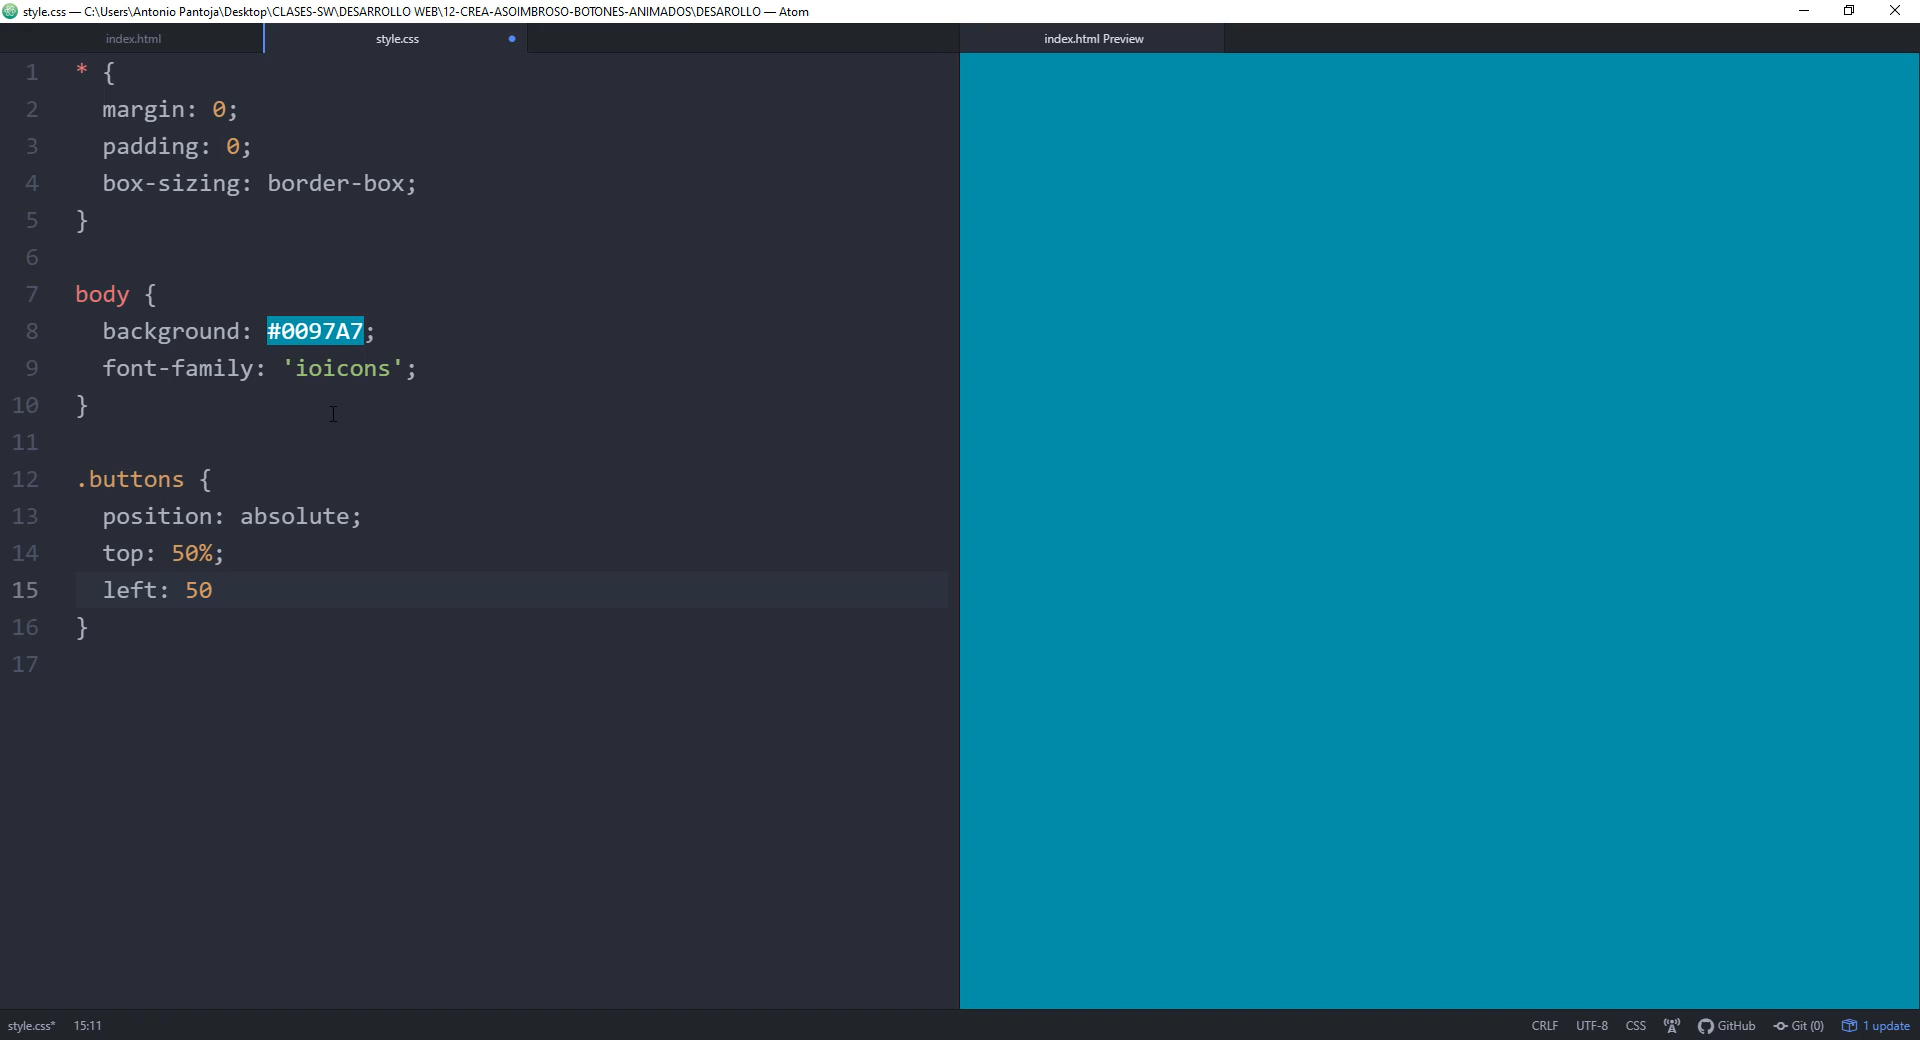 style.css — C:\Users\Antonio Pantoja\Desktop\CLASES-SW\DESARROLLO WEB\12-CREA-ASOIMBROSO-BOTONES-ANIMADOS\DESAROLLO — Atom
index.html
style.css
index.html Preview
1 * {
2 margin: 0;
3 padding: 0;
4 box-sizing: border-box;
5 }
6
7 body {
8 background: #0097A7;
9 font-family: 'ioicons';
10 }
11
12 .buttons {
13 position: absolute;
14 top: 50%;
15 left: 50
16 }
17
style.css* 15:11
CRLF UTF-8 CSS GitHub Git (0) 1 update